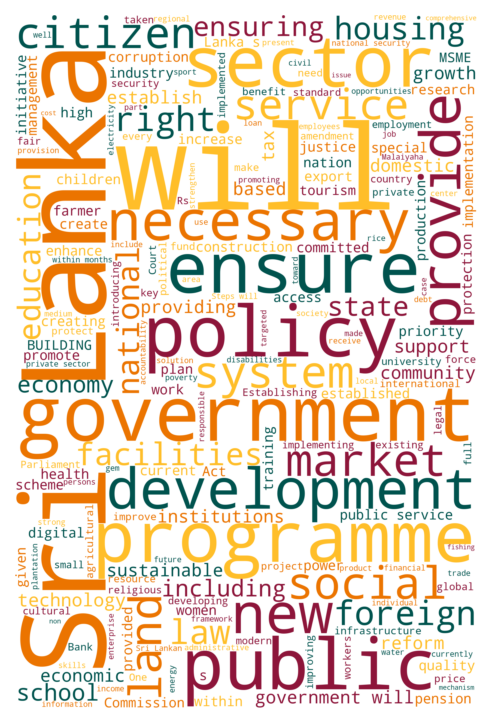 citizen
taken
regional
well
corruption
initiative
management
high
industry
sport
security
establish
part
electricity
cost
fair
provision
right
Lanka s
present
ensuring
revenue
comprehensive
national security
civil
issue
housing
MSME
growth
sector
need
implemented
benefit
standard
opportunities
research
service
will
loan
employees
amendment
employment
job
Malaiyaha
children
every
increase
tax
make
strengthen
promoting
justice
nation
special
domestic
based
export
country
tourism
private
farmer
create
Rs
necessary
provide
production
implementation
protection
education
Sri Lanka
enhance
within months
include
use
Court
political
fund
construction
committed
rice
introducing
key
providing
ensure
access
area
toward
case
debt
state
creating
protect
medium
BUILDING
private sector
promote
economy
national
accountability
solution
plan
poverty
work
policy
targeted
society
made
receive
disabilities
priority
university
force
support
international
community
system
local
Establishing
established
responsible
legal
government
Parliament
health
scheme
gem
persons
facilities
current
Act
training
implementing
existing
market
full
development
strong
digital
small
agricultural
improve
institutions
public service
fishing
programme
given
plantation
future
sustainable
resource
religious
including
project
power
product
financial
trade
global
social
technology
cultural
non
enterprise
provided
developing
women
framework
law
modern
new
individual
foreign
infrastructure
workers
water
reform
currently
improving
quality
land
economic
Bank
Sri Lankan
administrative
One
skills
school
income
energy
information
Commission
s
public
within
government will
price
pension
mechanism